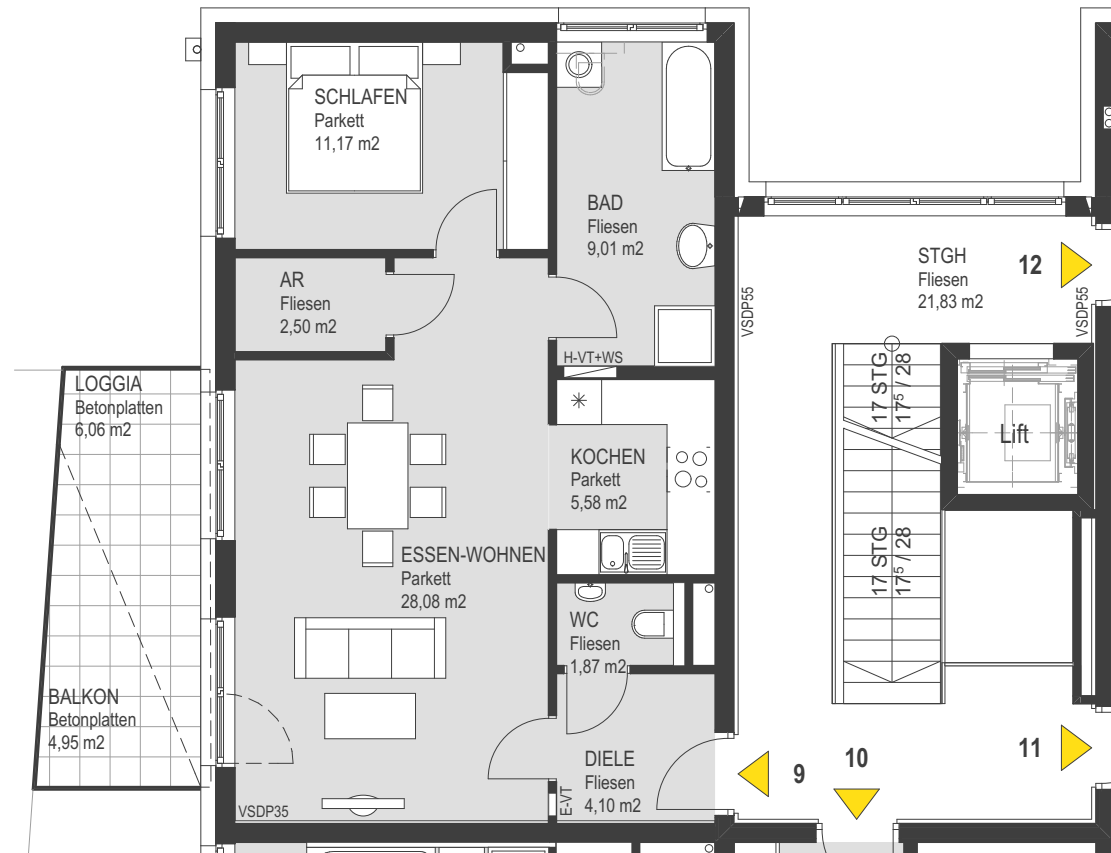 SCHLAFEN
Parkett
11,17 m2
BAD
Fliesen
9,01 m2
STGH
Fliesen
21,83 m2
12
VSDP55
VSDP55
AR
Fliesen
2,50 m2
H-VT+WS
17 STG
17⁵ / 28
Lift
LOGGIA
Betonplatten
6,06 m2
KOCHEN
Parkett
5,58 m2
17 STG
17⁵ / 28
ESSEN-WOHNEN
Parkett
28,08 m2
WC
Fliesen
1,87 m2
BALKON
Betonplatten
4,95 m2
DIELE
Fliesen
4,10 m2
E-VT
VSDP35
9
10
11